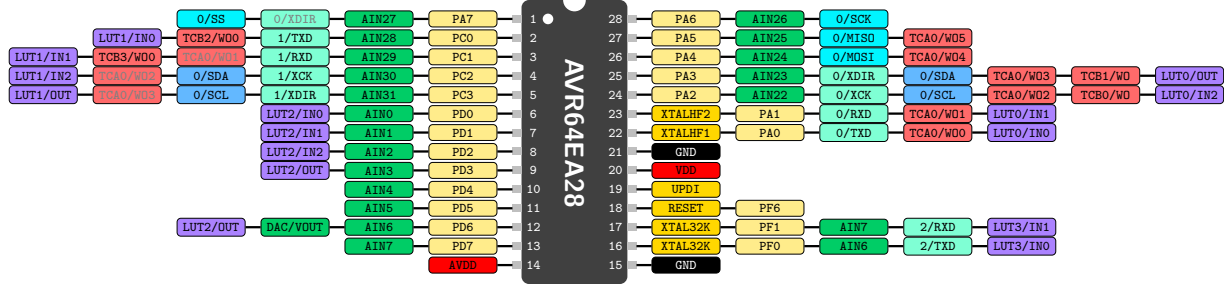 0/SS 0/XDIR AIN27 PA7 1 28 PA6 AIN26 0/SCK
LUT1/IN0 TCB2/WO0 1/TXD AIN28 PC0 2 27 PA5 AIN25 0/MISO TCA0/WO5
LUT1/IN1 TCB3/WO0 TCA0/WO1 1/RXD AIN29 PC1 3 26 PA4 AIN24 0/MOSI TCA0/WO4
LUT1/IN2 TCA0/WO2 0/SDA 1/XCK AIN30 PC2 4 25 PA3 AIN23 0/XDIR 0/SDA TCA0/WO3 TCB1/WO LUT0/OUT
LUT1/OUT TCA0/WO3 0/SCL 1/XDIR AIN31 PC3 5 24 PA2 AIN22 0/XCK 0/SCL TCA0/WO2 TCB0/WO LUT0/IN2
LUT2/IN0 AIN0 PD0 6 23 XTALHF2 PA1 0/RXD TCA0/WO1 LUT0/IN1
LUT2/IN1 AIN1 PD1 7 22 XTALHF1 PA0 0/TXD TCA0/WO0 LUT0/IN0
LUT2/IN2 AIN2 PD2 8 21 GND
LUT2/OUT AIN3 PD3 9 20 VDD
AIN4 PD4 10 19 UPDI
AIN5 PD5 11 18 RESET PF6
LUT2/OUT DAC/VOUT AIN6 PD6 12 17 XTAL32K PF1 AIN7 2/RXD LUT3/IN1
AIN7 PD7 13 16 XTAL32K PF0 AIN6 2/TXD LUT3/IN0
AVDD 14 15 GND
AVR64EA28